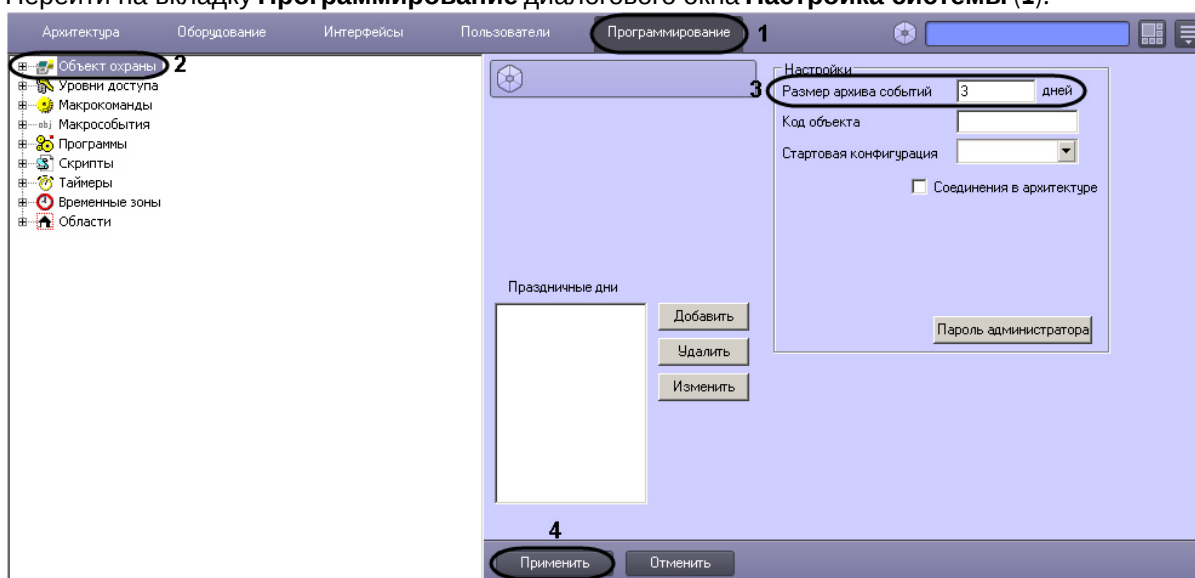 Перейти на вкладку Программирование диалогового окна Настройка системы (1).
Архитектура Оборудование Интерфейсы Пользователи Программирование 1
Объект охраны 2
Уровни доступа
Макрокоманды
obj Макрособытия
Программы
Скрипты
Таймеры
Временные зоны
Области
Настройки
3 Размер архива событий 3 дней
Код объекта
Стартовая конфигурация
Соединения в архитектуре
Праздничные дни
Добавить
Удалить
Изменить
Пароль администратора
4
Применить Отменить